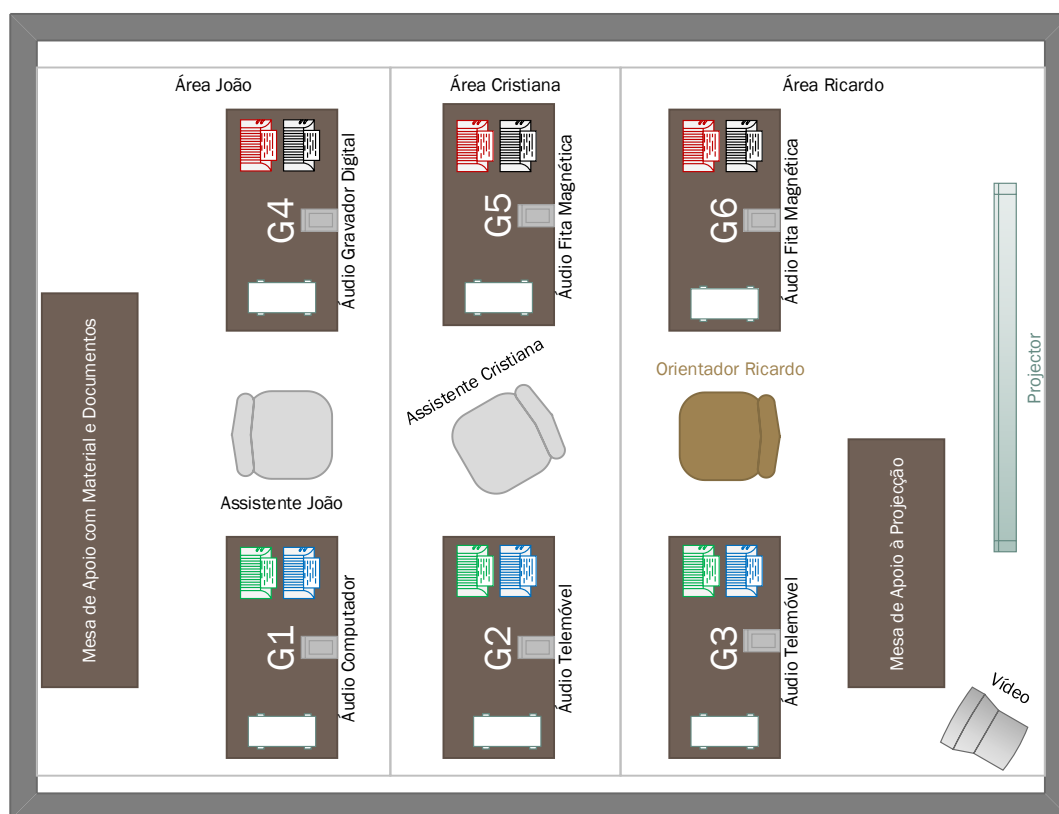 Área João
Área Cristiana
Área Ricardo
G4
Áudio Gravador Digital
G5
Áudio Fita Magnética
G6
Áudio Fita Magnética
Mesa de Apoio com Material e Documentos
Assistente João
Assistente Cristiana
Orientador Ricardo
Projector
G1
Áudio Computador
G2
Áudio Telemóvel
G3
Áudio Telemóvel
Mesa de Apoio à Projecção
Vídeo